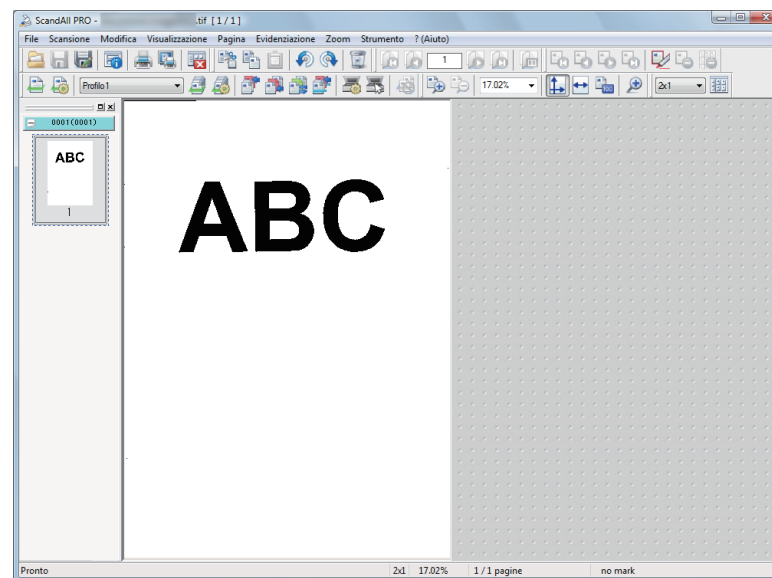 ScandAll PRO - .tif [1/1]
File Scansione Modifica Visualizzazione Pagina Evidenziazione Zoom Strumento ?(Aiuto)
1
Profilo1 17.02% 100 2x1
0001(0001)
ABC
1
ABC
Pronto 2x1 17.02% 1/1 pagine no mark